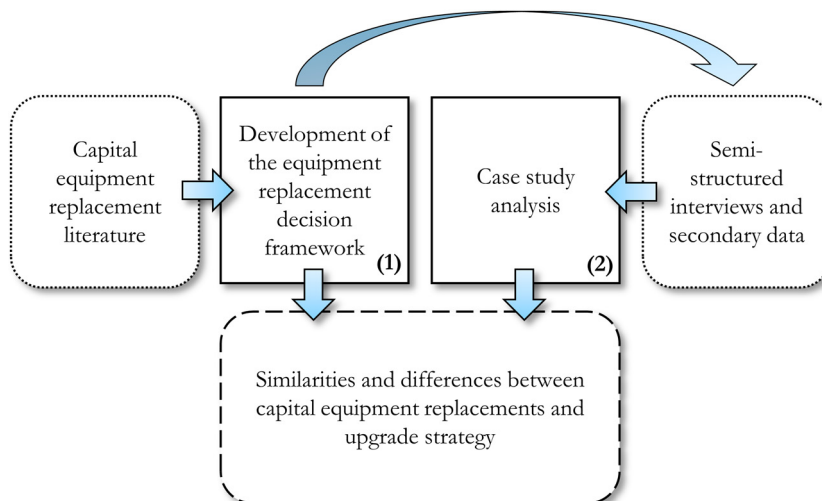 Capital
equipment
replacement
literature
Development of
the equipment
replacement
decision
framework
(1)
Case study
analysis
(2)
Semi-
structured
interviews and
secondary data
Similarities and differences between
capital equipment replacements and
upgrade strategy